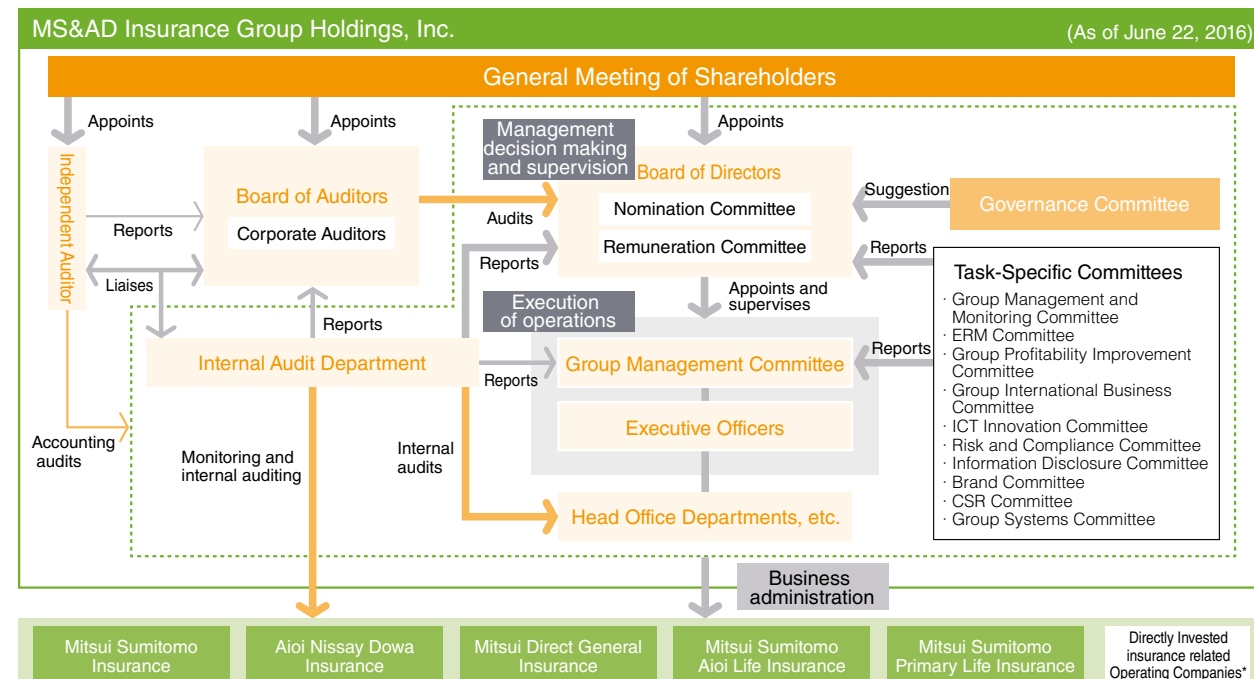 MS&AD Insurance Group Holdings, Inc.
(As of June 22, 2016)
General Meeting of Shareholders
Appoints
Appoints
Appoints
Independent Auditor
Board of Auditors
Corporate Auditors
Reports
Liaises
Management
decision making
and supervision
Audits
Board of Directors
Nomination Committee
Remuneration Committee
Reports
Suggestion
Governance Committee
Reports
Task-Specific Committees
· Group Management and
Monitoring Committee
· ERM Committee
· Group Profitability Improvement
Committee
· Group International Business
Committee
· ICT Innovation Committee
· Risk and Compliance Committee
· Information Disclosure Committee
· Brand Committee
· CSR Committee
· Group Systems Committee
Appoints and
supervises
Execution
of operations
Reports
Internal Audit Department
Reports
Group Management Committee
Reports
Executive Officers
Accounting
audits
Monitoring and
internal auditing
Internal
audits
Head Office Departments, etc.
Business
administration
Mitsui Sumitomo
Insurance
Aioi Nissay Dowa
Insurance
Mitsui Direct General
Insurance
Mitsui Sumitomo
Aioi Life Insurance
Mitsui Sumitomo
Primary Life Insurance
Directly Invested
insurance related
Operating Companies*